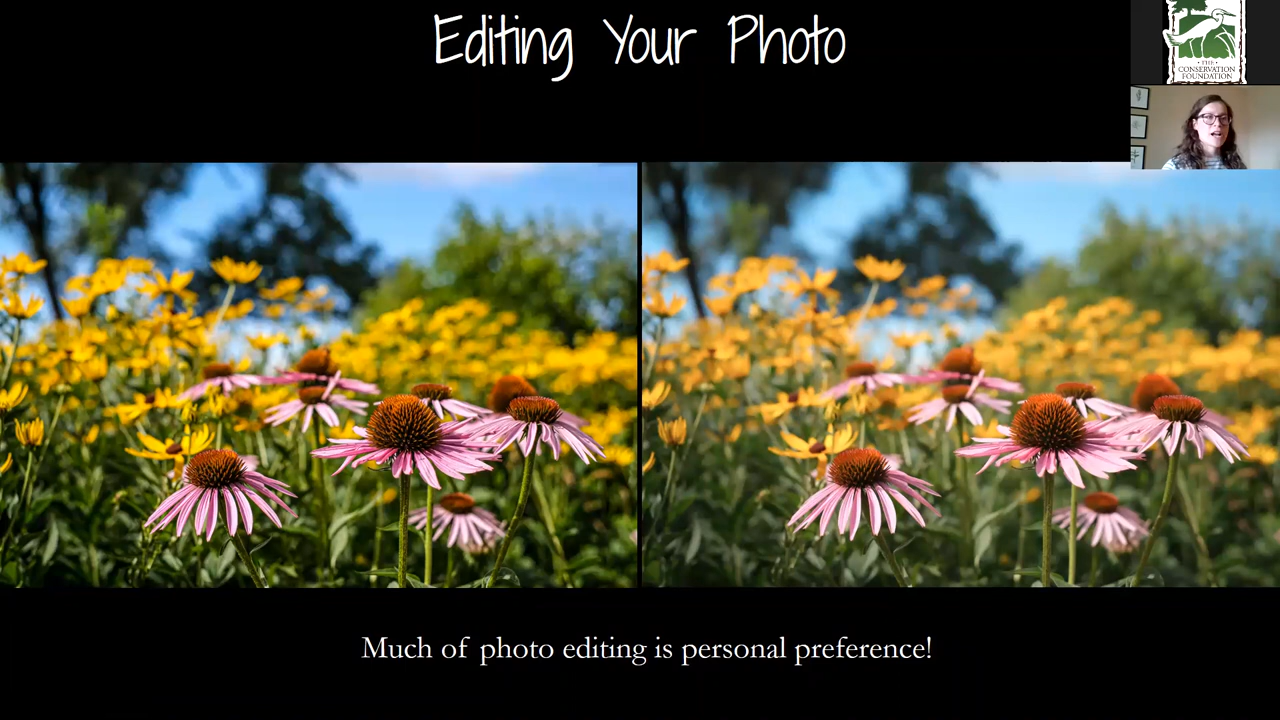 Editing Your Photo
• THE •
CONSERVATION
FOUNDATION
Much of photo editing is personal preference!